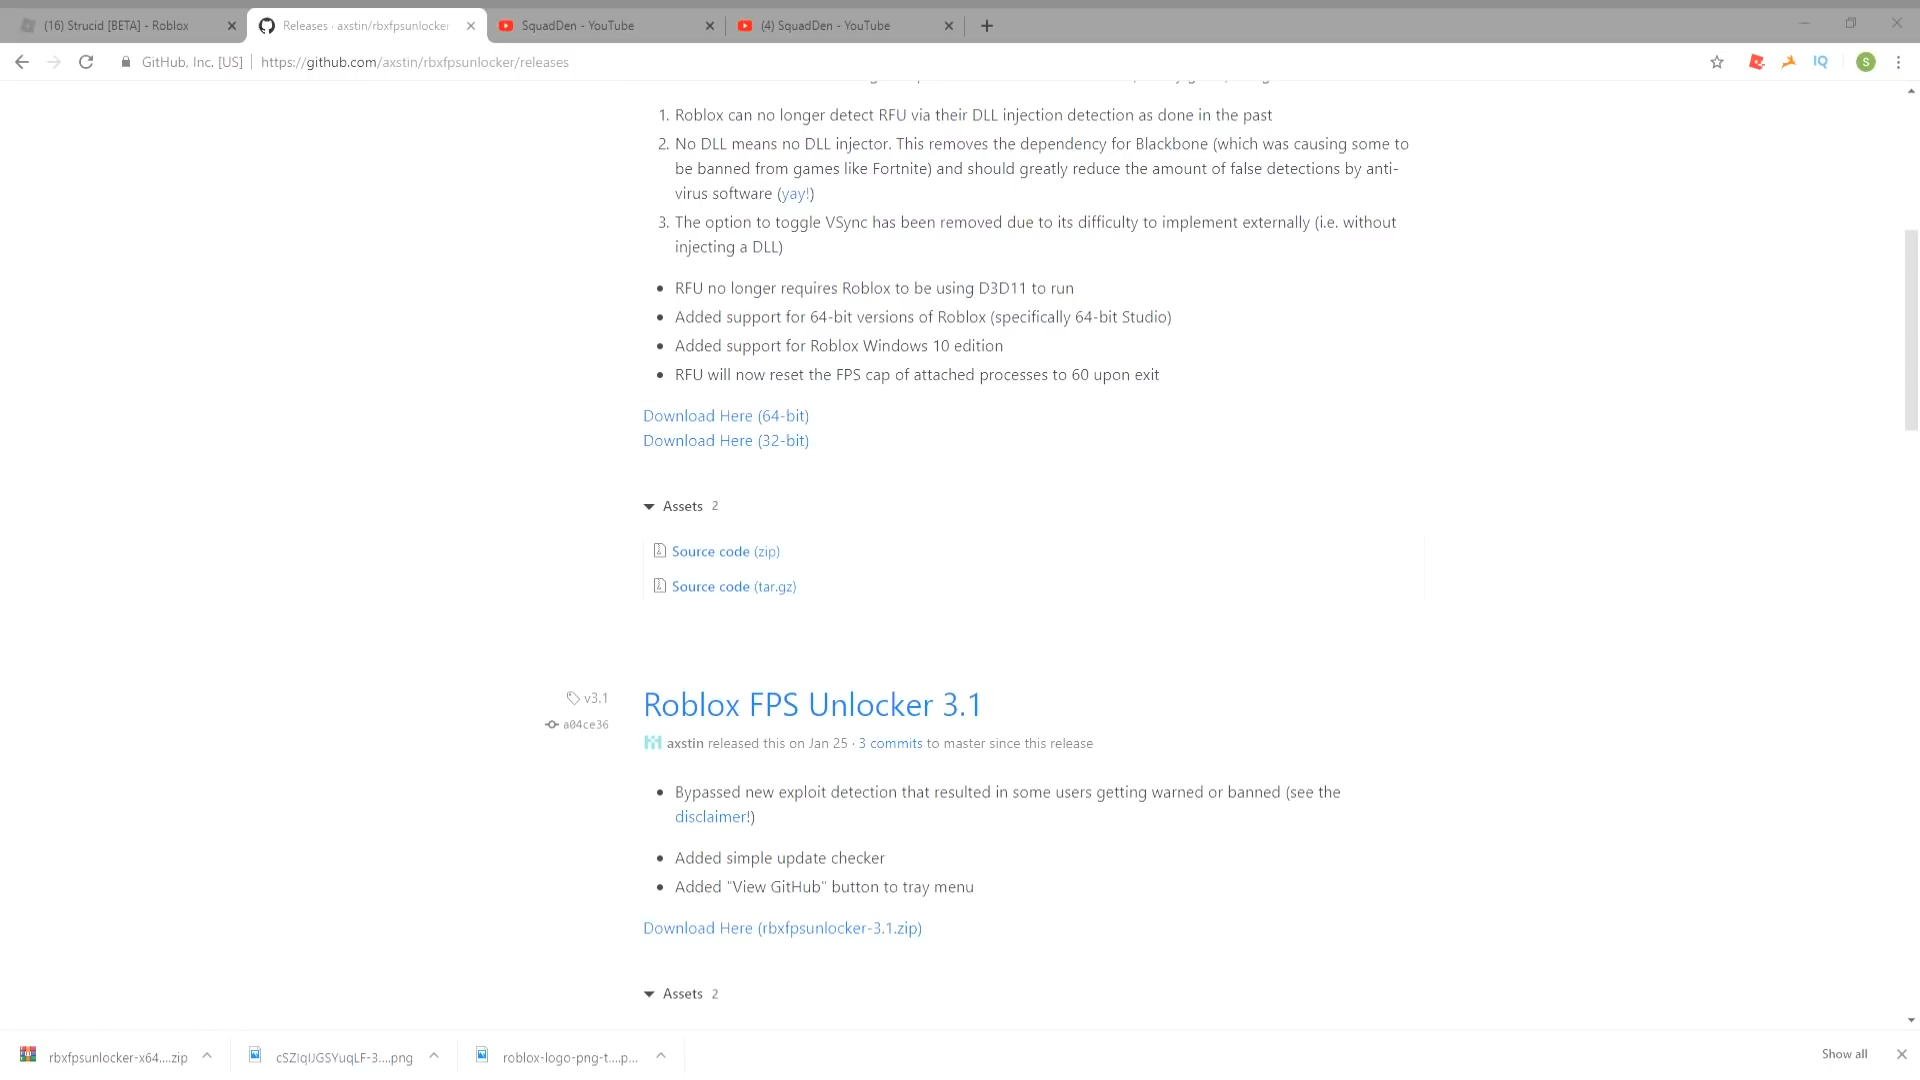 (16) Strucid [BETA] - Roblox
Releases · axstin/rbxfpsunlocker
SquadDen - YouTube
(4) SquadDen - YouTube
GitHub, Inc. [US]
https://github.com/axstin/rbxfpsunlocker/releases
IQ
S
1. Roblox can no longer detect RFU via their DLL injection detection as done in the past
2. No DLL means no DLL injector. This removes the dependency for Blackbone (which was causing some to
be banned from games like Fortnite) and should greatly reduce the amount of false detections by anti-
virus software (yay!)
3. The option to toggle VSync has been removed due to its difficulty to implement externally (i.e. without
injecting a DLL)
• RFU no longer requires Roblox to be using D3D11 to run
• Added support for 64-bit versions of Roblox (specifically 64-bit Studio)
• Added support for Roblox Windows 10 edition
• RFU will now reset the FPS cap of attached processes to 60 upon exit
Download Here (64-bit)
Download Here (32-bit)
Assets 2
Source code (zip)
Source code (tar.gz)
v3.1
a04ce36
Roblox FPS Unlocker 3.1
axstin released this on Jan 25 · 3 commits to master since this release
• Bypassed new exploit detection that resulted in some users getting warned or banned (see the
disclaimer!)
• Added simple update checker
• Added "View GitHub" button to tray menu
Download Here (rbxfpsunlocker-3.1.zip)
Assets 2
rbxfpsunlocker-x64....zip
cSZIqIJGSYuqLF-3....png
roblox-logo-png-t....p...
Show all